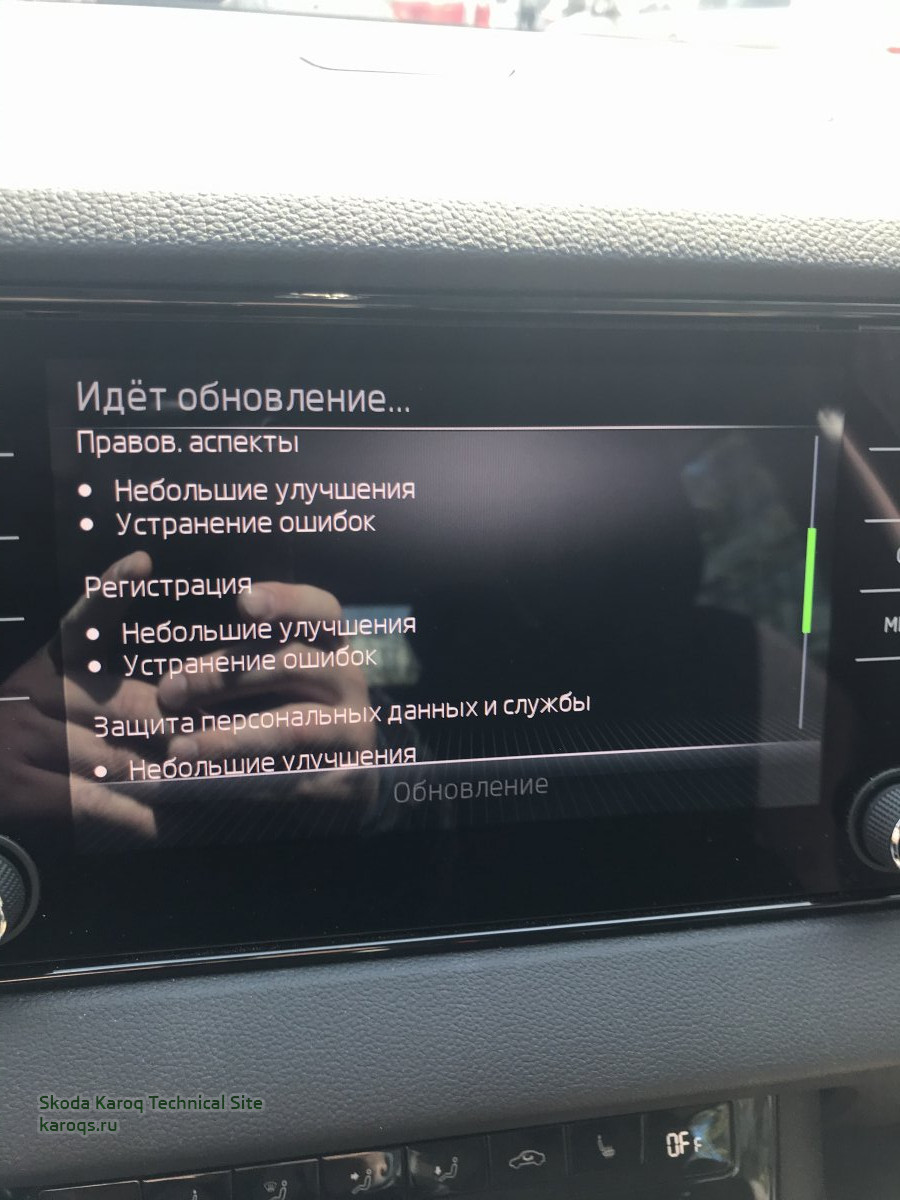 Идёт обновление...
Правов. аспекты
• Небольшие улучшения
• Устранение ошибок
Регистрация
• Небольшие улучшения
• Устранение ошибок
Защита персональных данных и службы
• Небольшие улучшения
Обновление
OFF
Skoda Karoq Technical Site
karoqs.ru